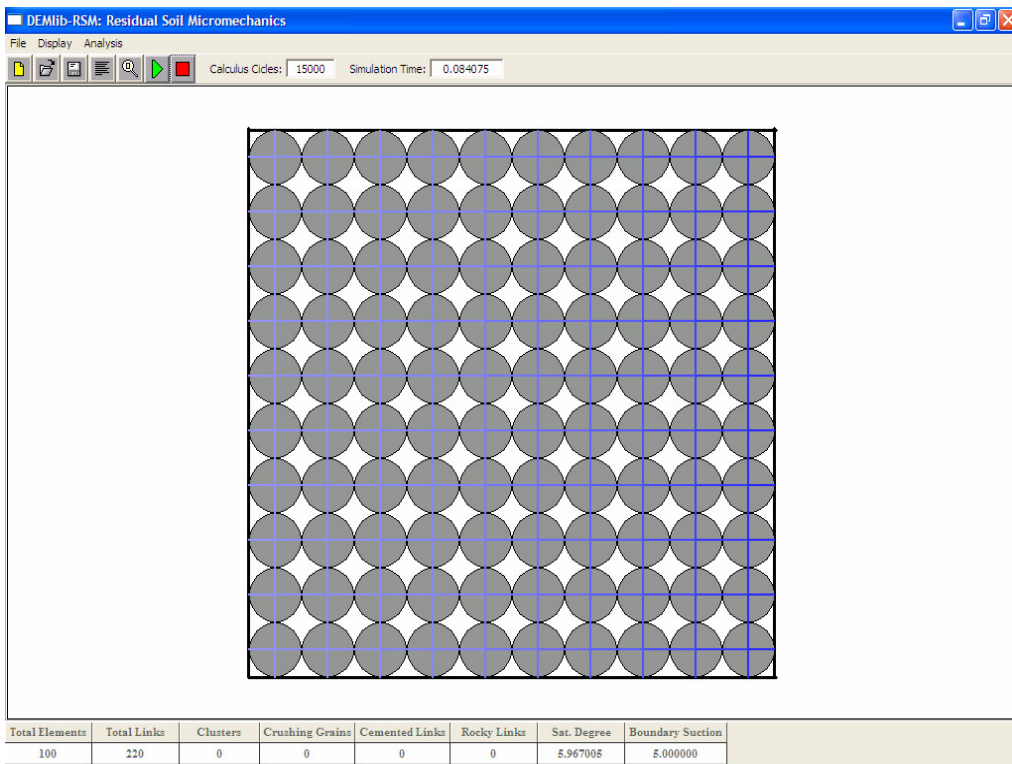 DEMlib-RSM: Residual Soil Micromechanics
File Display Analysis
Calculus Cicles: 15000 Simulation Time: 0.084075
Total Elements Total Links Clusters Crushing Grains Cemented Links Rocky Links Sat. Degree Boundary Suction
100 220 0 0 0 0 5.967005 5.000000